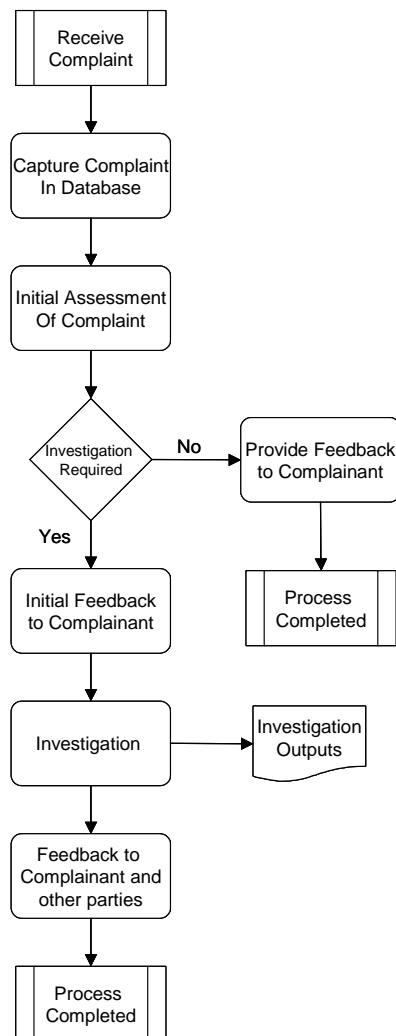 Receive
Complaint
Capture Complaint
In Database
Initial Assessment
Of Complaint
Investigation
Required
No
Provide Feedback
to Complainant
Yes
Process
Completed
Initial Feedback
to Complainant
Investigation
Investigation
Outputs
Feedback to
Complainant and
other parties
Process
Completed